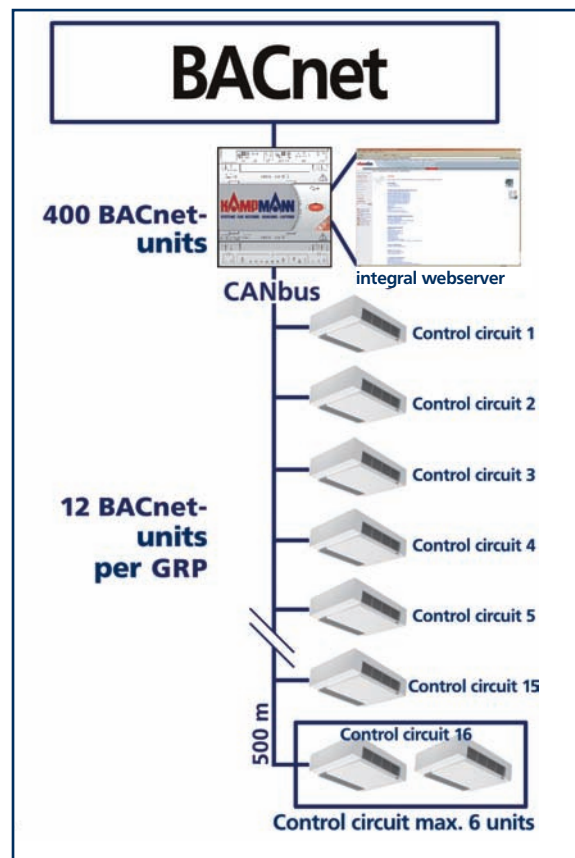 BACnet
400 BACnet-
units
HAMPMANN
integral webserver
CANbus
Control circuit 1
Control circuit 2
Control circuit 3
12 BACnet-
units
per GRP
Control circuit 4
Control circuit 5
Control circuit 15
500 m
Control circuit 16
Control circuit max. 6 units